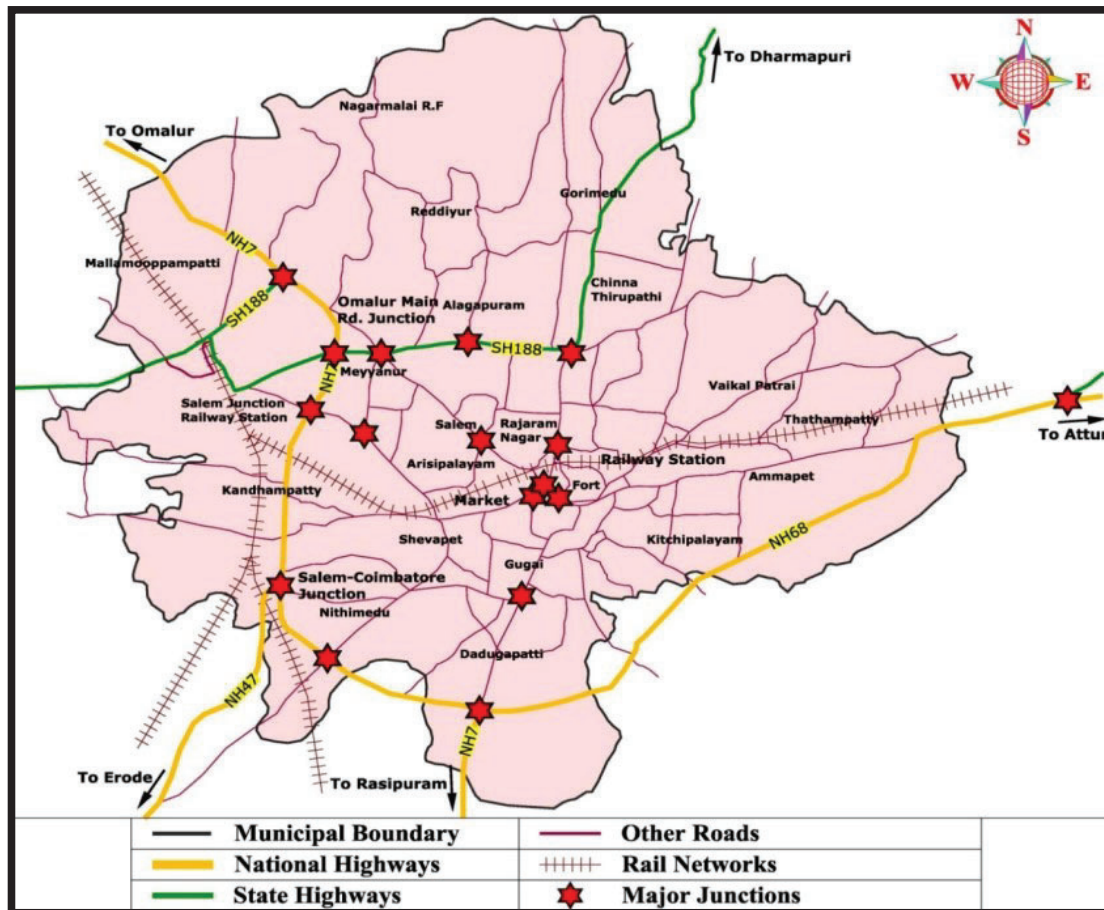 N
W
E
S
To Dharmapuri
Nagarmalai R.F
To Omalur
Gorimedu
Reddiyur
NH7
Mallamooppampatti
Chinna
Thirupathi
SH188
Omalur Main
Rd. Junction
Alagapuram
SH188
Meyyanur
NH7
Vaikal Patrai
Salem Junction
Railway Station
Salem
Rajaram
Nagar
Thathampatty
To Attur
Arisipalayam
Railway Station
Ammapet
Kandhampatty
Market
Fort
NH68
Shevapet
Kitchipalayam
Gugai
Salem-Coimbatore
Junction
Nithimedu
Dadugapatti
NH47
NH7
To Erode
To Rasipuram
Municipal Boundary
Other Roads
National Highways
Rail Networks
State Highways
Major Junctions